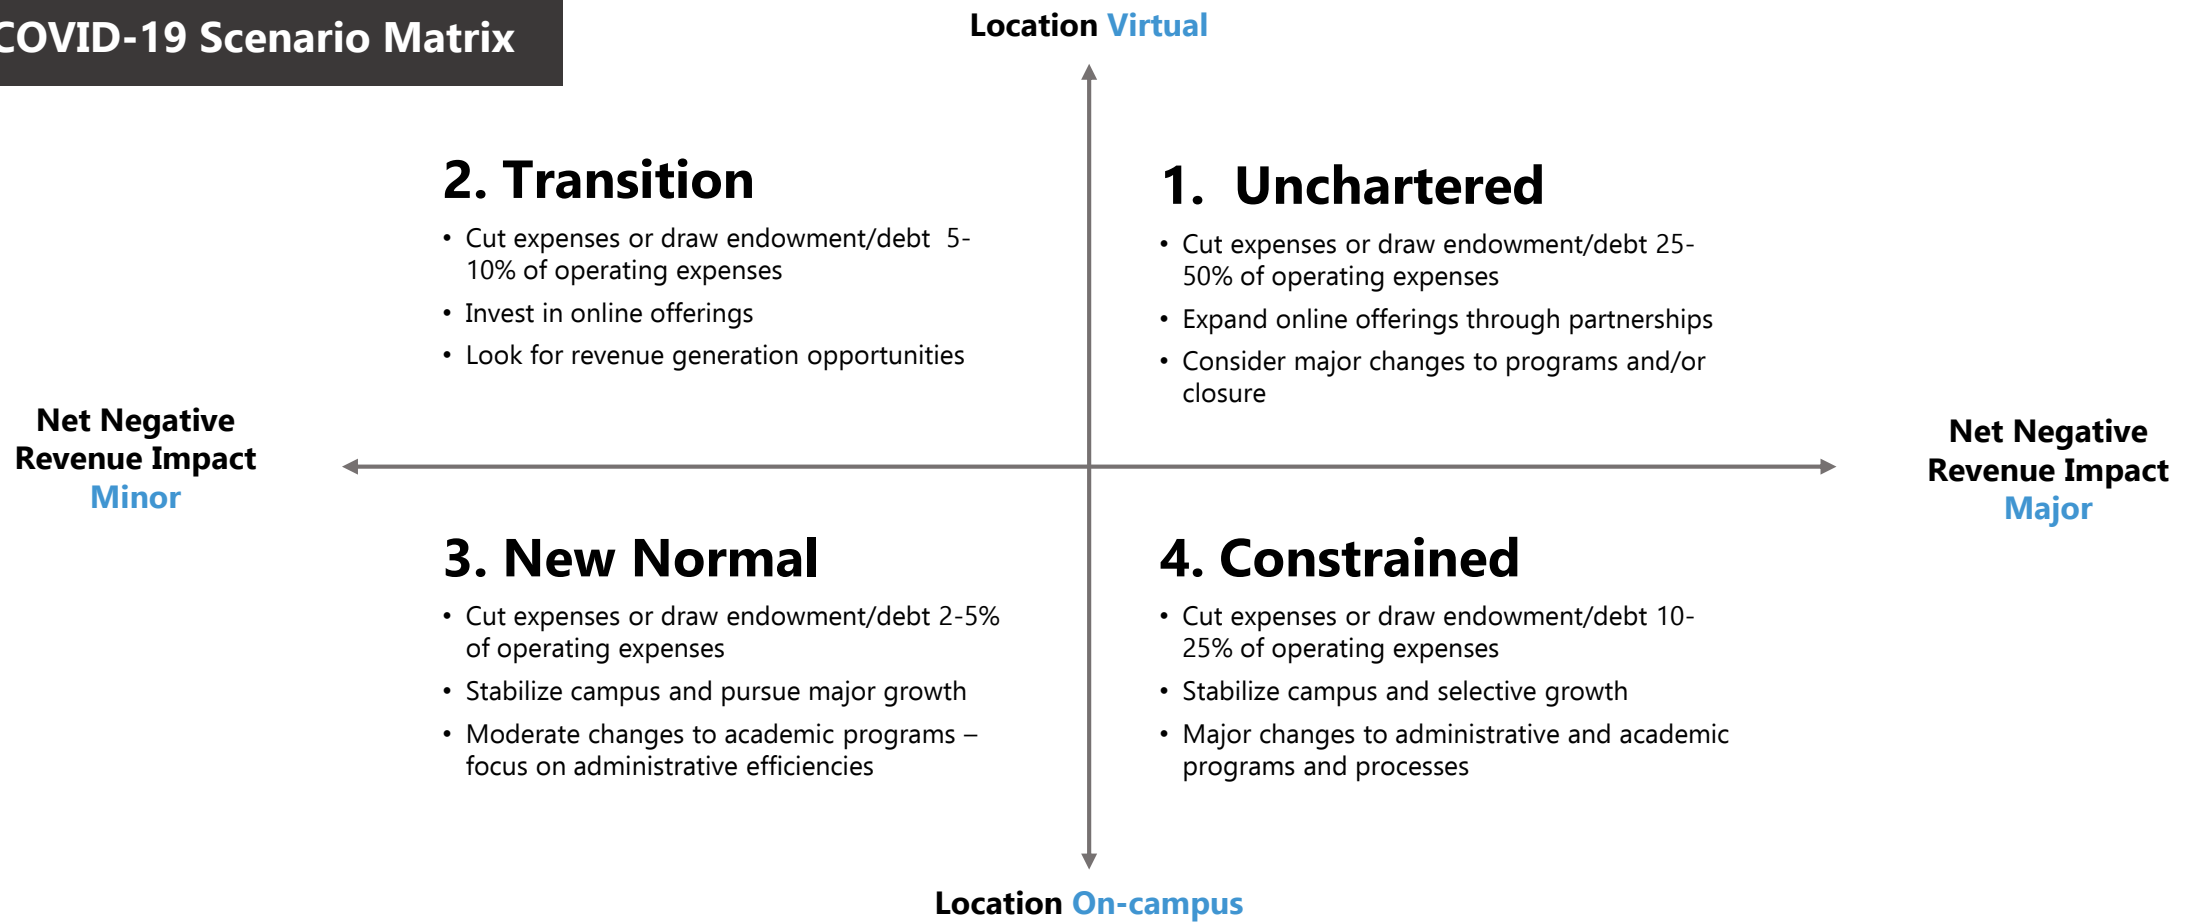 COVID-19 Scenario Matrix
Location Virtual
2. Transition
• Cut expenses or draw endowment/debt  5-
10% of operating expenses
• Invest in online offerings
• Look for revenue generation opportunities
1.  Unchartered
• Cut expenses or draw endowment/debt 25-
50% of operating expenses
• Expand online offerings through partnerships
• Consider major changes to programs and/or
closure
Net Negative
Revenue Impact
Minor
Net Negative
Revenue Impact
Major
3. New Normal
• Cut expenses or draw endowment/debt 2-5%
of operating expenses
• Stabilize campus and pursue major growth
• Moderate changes to academic programs –
focus on administrative efficiencies
4. Constrained
• Cut expenses or draw endowment/debt 10-
25% of operating expenses
• Stabilize campus and selective growth
• Major changes to administrative and academic
programs and processes
Location On-campus